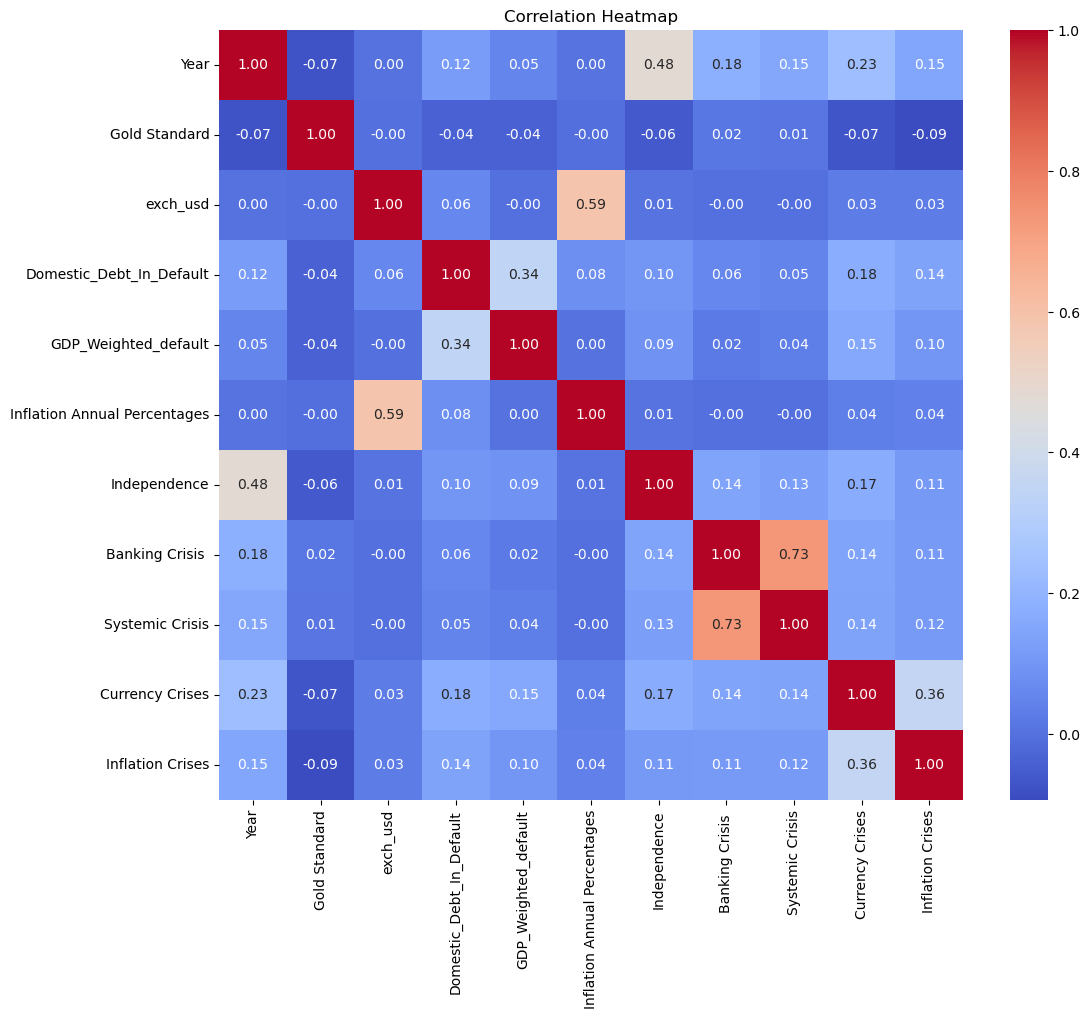 Correlation Heatmap
Year 1.00 -0.07 0.00 0.12 0.05 0.00 0.48 0.18 0.15 0.23 0.15
Gold Standard -0.07 1.00 -0.00 -0.04 -0.04 -0.00 -0.06 0.02 0.01 -0.07 -0.09
exch_usd 0.00 -0.00 1.00 0.06 -0.00 0.59 0.01 -0.00 -0.00 0.03 0.03
Domestic_Debt_In_Default 0.12 -0.04 0.06 1.00 0.34 0.08 0.10 0.06 0.05 0.18 0.14
GDP_Weighted_default 0.05 -0.04 -0.00 0.34 1.00 0.00 0.09 0.02 0.04 0.15 0.10
Inflation Annual Percentages 0.00 -0.00 0.59 0.08 0.00 1.00 0.01 -0.00 -0.00 0.04 0.04
Independence 0.48 -0.06 0.01 0.10 0.09 0.01 1.00 0.14 0.13 0.17 0.11
Banking Crisis 0.18 0.02 -0.00 0.06 0.02 -0.00 0.14 1.00 0.73 0.14 0.11
Systemic Crisis 0.15 0.01 -0.00 0.05 0.04 -0.00 0.13 0.73 1.00 0.14 0.12
Currency Crises 0.23 -0.07 0.03 0.18 0.15 0.04 0.17 0.14 0.14 1.00 0.36
Inflation Crises 0.15 -0.09 0.03 0.14 0.10 0.04 0.11 0.11 0.12 0.36 1.00
Year
Gold Standard
exch_usd
Domestic_Debt_In_Default
GDP_Weighted_default
Inflation Annual Percentages
Independence
Banking Crisis
Systemic Crisis
Currency Crises
Inflation Crises
1.0
0.8
0.6
0.4
0.2
0.0